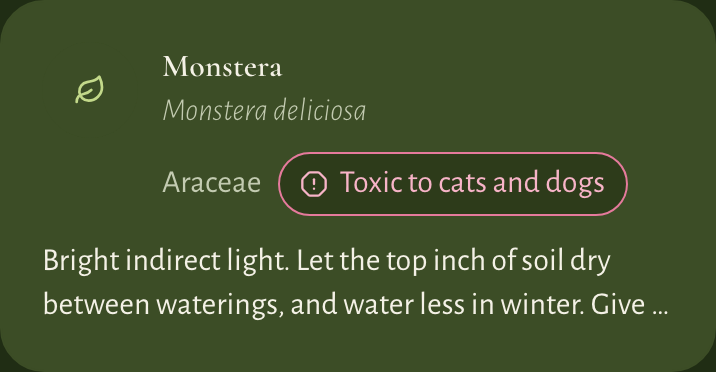 Monstera
Monstera deliciosa
Araceae
Toxic to cats and dogs
Bright indirect light. Let the top inch of soil dry
between waterings, and water less in winter. Give ...